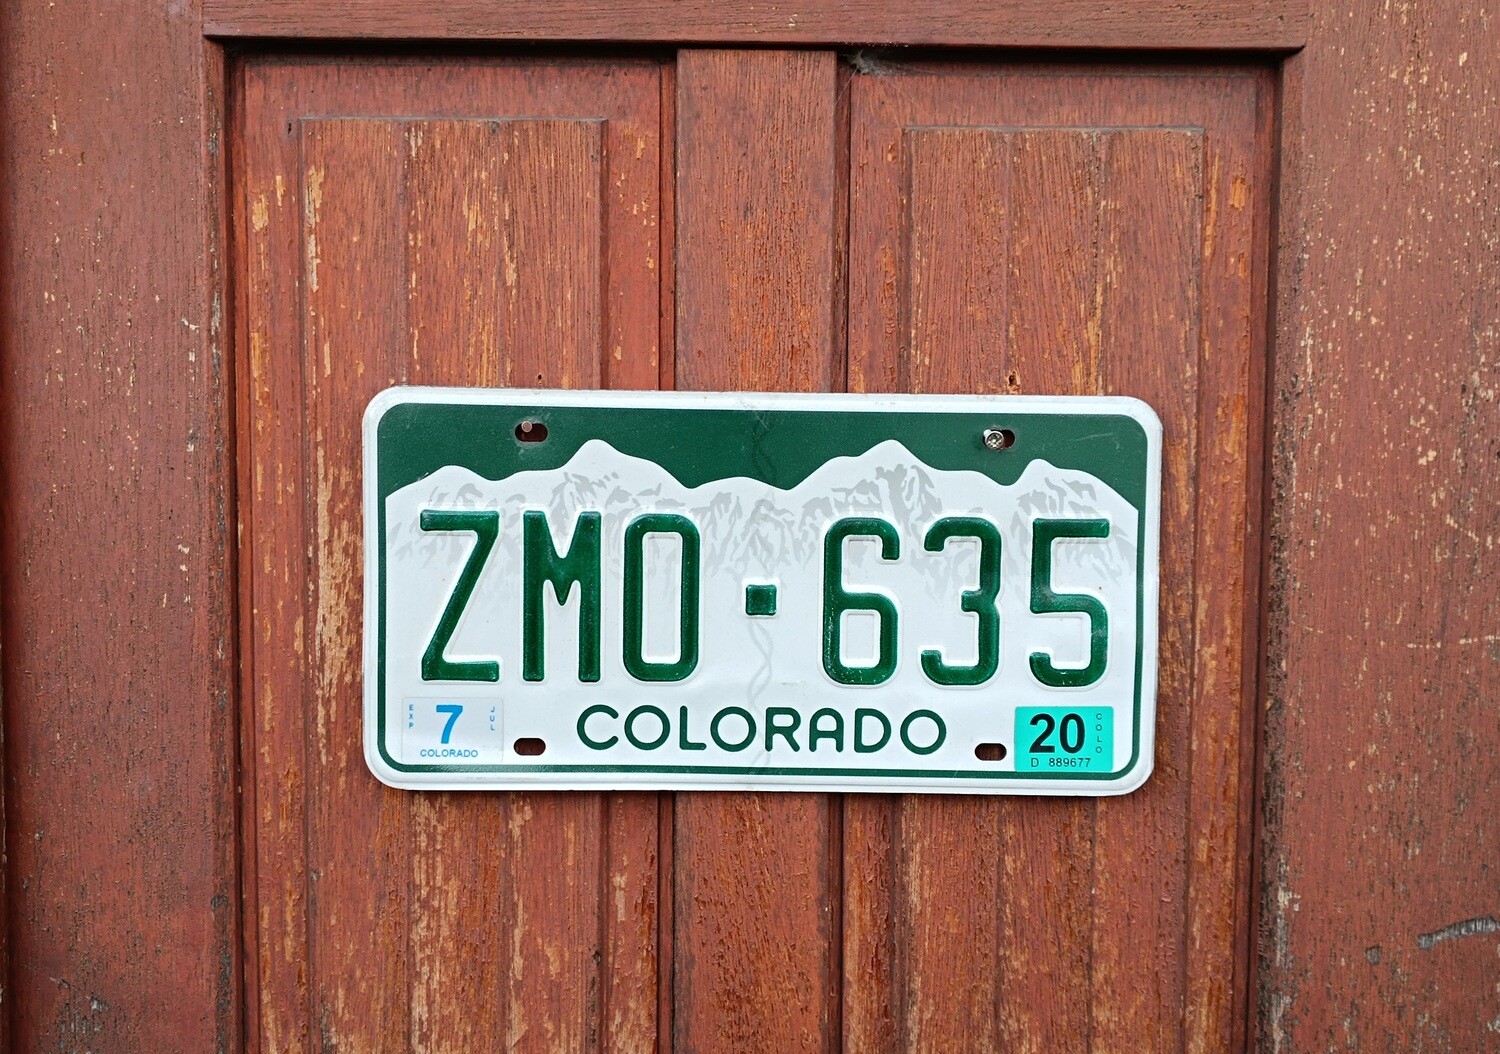 ZMO·635
EXP 7 JUL
COLORADO
COLORADO
20 COLO
D 889677